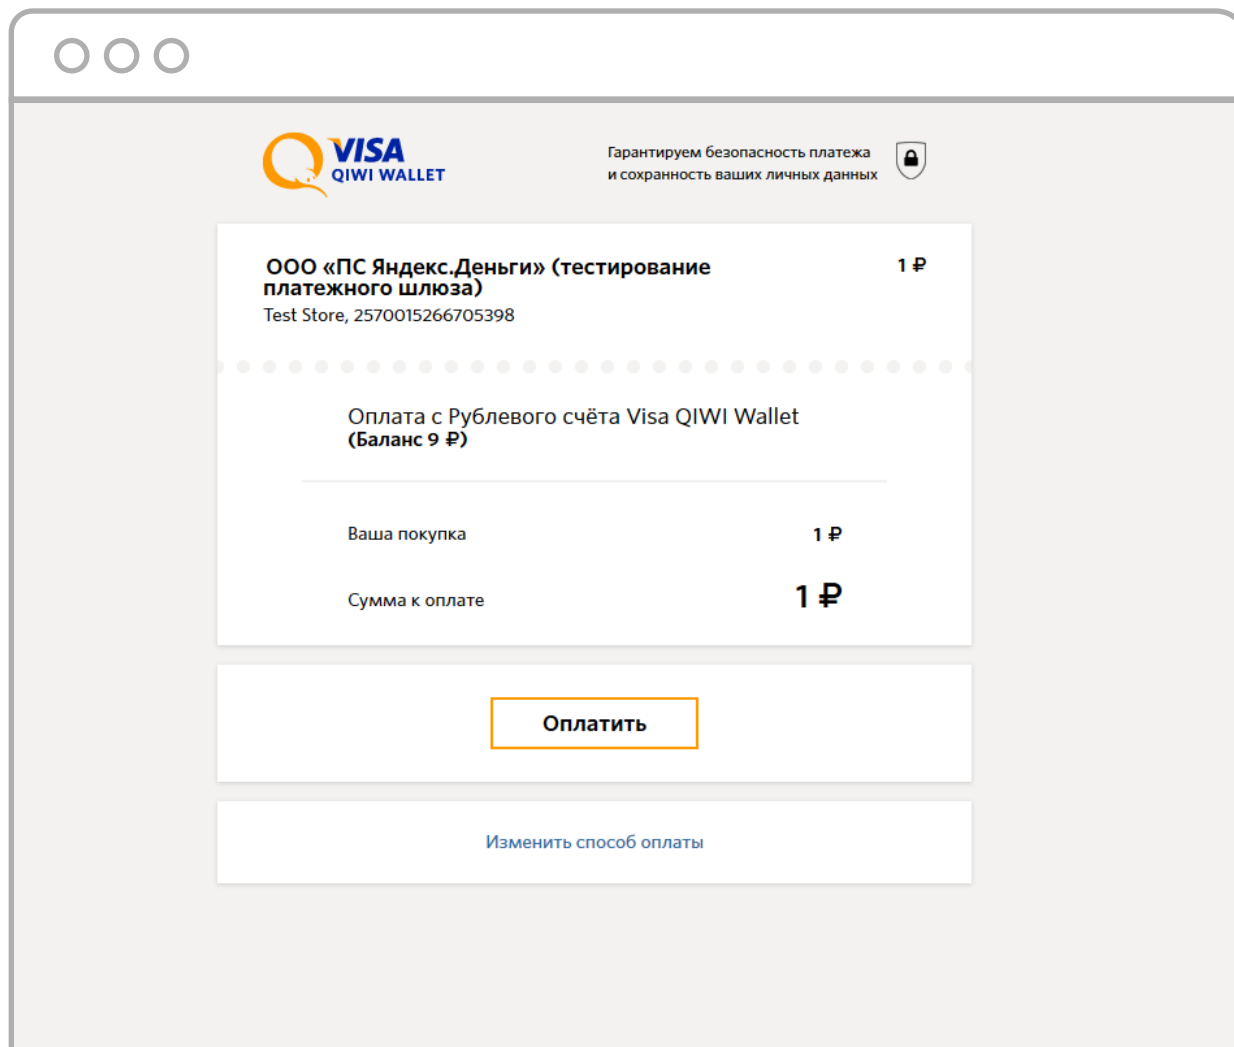 VISA
QIWI WALLET
Гарантируем безопасность платежа
и сохранность ваших личных данных
ООО «ПС Яндекс.Деньги» (тестирование
платежного шлюза)
1 ₽
Test Store, 2570015266705398
Оплата с Рублевого счёта Visa QIWI Wallet
(Баланс 9 ₽)
Ваша покупка
1 ₽
Сумма к оплате
1 ₽
Оплатить
Изменить способ оплаты